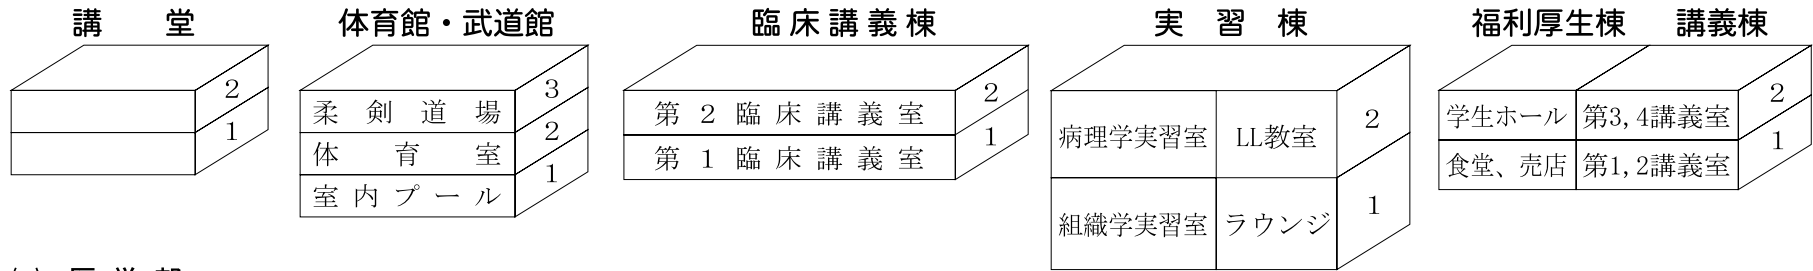 講堂
2
1
体育館・武道館
柔剣道場 3
体育室 2
室内プール 1
臨床講義棟
第2臨床講義室 2
第1臨床講義室 1
実習棟
病理学実習室 LL教室 2
組織学実習室 ラウンジ 1
福利厚生棟 講義棟
学生ホール 第3,4講義室 2
食堂、売店 第1,2講義室 1